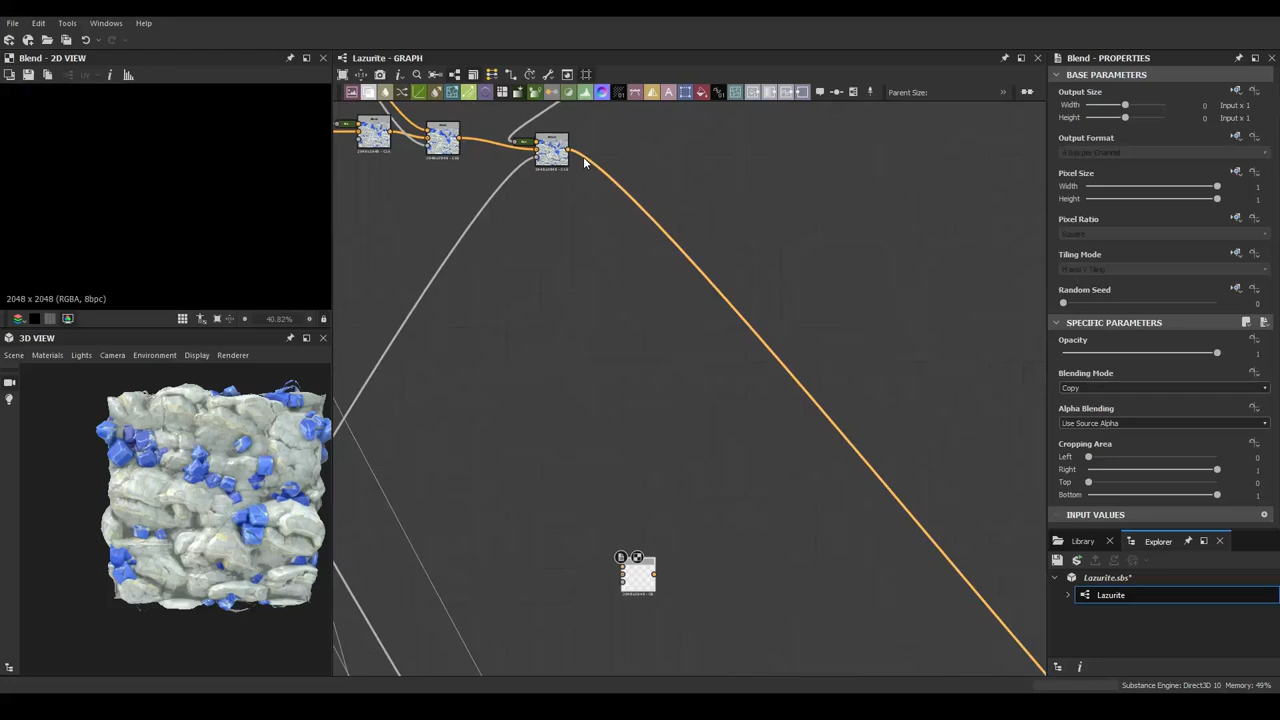 File Edit Tools Windows Help
Blend - 2D VIEW
UV
2048 x 2048 (RGBA, 8bpc)
40.82%
3D VIEW
Scene Materials Lights Camera Environment Display Renderer
Lazurite - GRAPH
Parent Size:
Blend - PROPERTIES
BASE PARAMETERS
Output Size
Width 0 Input x 1
Height 0 Input x 1
Output Format
Pixel Size
Width 1
Height 1
Pixel Ratio
Square
Tiling Mode
H and V Tiling
Random Seed
0
SPECIFIC PARAMETERS
Opacity
1
Blending Mode
Copy
Alpha Blending
Use Source Alpha
Cropping Area
Left 0
Right 1
Top 0
Bottom 1
INPUT VALUES
Library Explorer
Lazurite.sbs*
Lazurite
Substance Engine: Direct3D 10 Memory: 49%